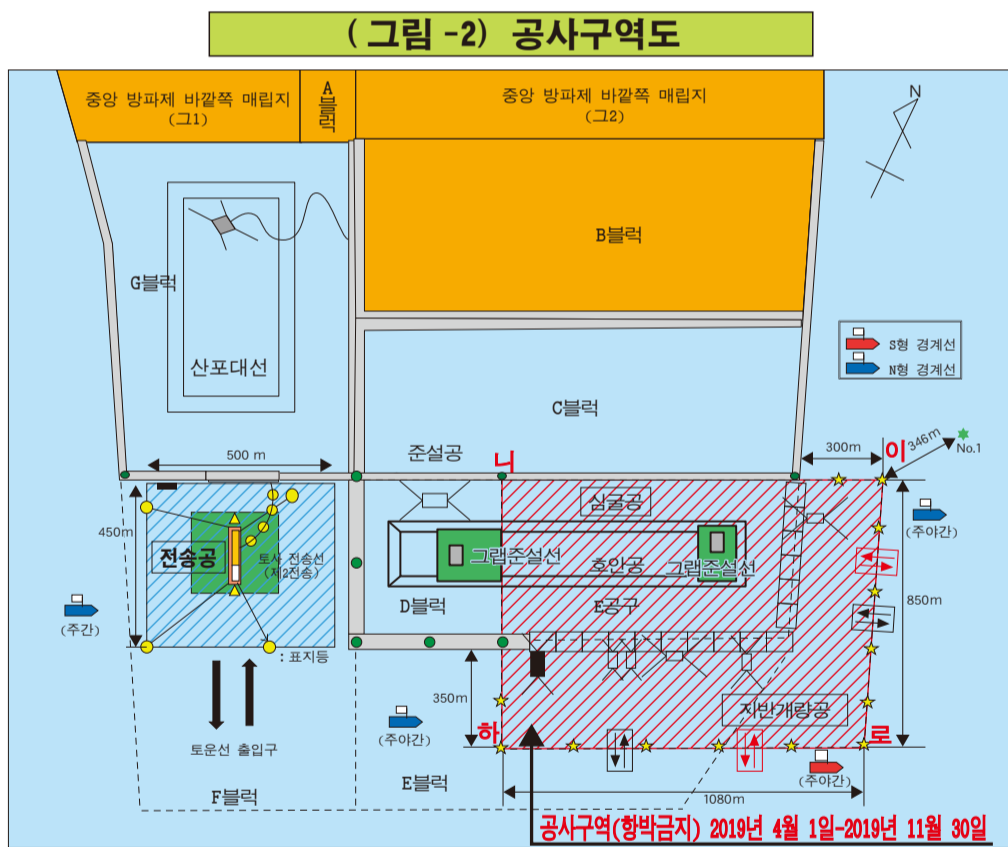 (그림 -2) 공사구역도
중앙 방파제 바깥쪽 매립지
(그1)
A블럭
중앙 방파제 바깥쪽 매립지
(그2)
N
B블럭
G블럭
산포대선
S형 경계선
N형 경계선
C블럭
준설공
니
500 m
300m
이
346m
No.1
심굴공
450m
전송공
토사 전송선
(제2전송)
그랩준설선
호안공
그랩준설선
(주야간)
D블럭
E공구
850m
(주간)
: 표지등
350m
지반개량공
(주야간)
하
로
토운선 출입구
(주야간)
E블럭
F블럭
1080m
공사구역(항박금지) 2019년 4월 1일-2019년 11월 30일